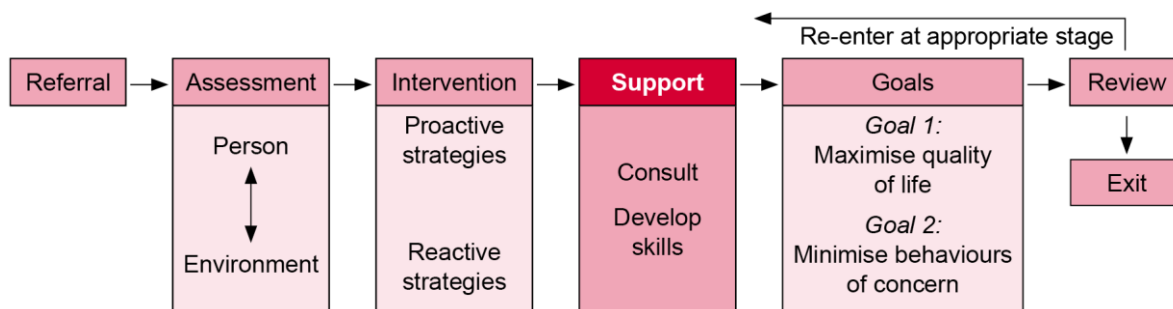 Re-enter at appropriate stage
Referral
Assessment
Intervention
Support
Goals
Review
Person
Environment
Proactive
strategies
Reactive
strategies
Consult
Develop
skills
Goal 1:
Maximise quality
of life
Goal 2:
Minimise behaviours
of concern
Exit